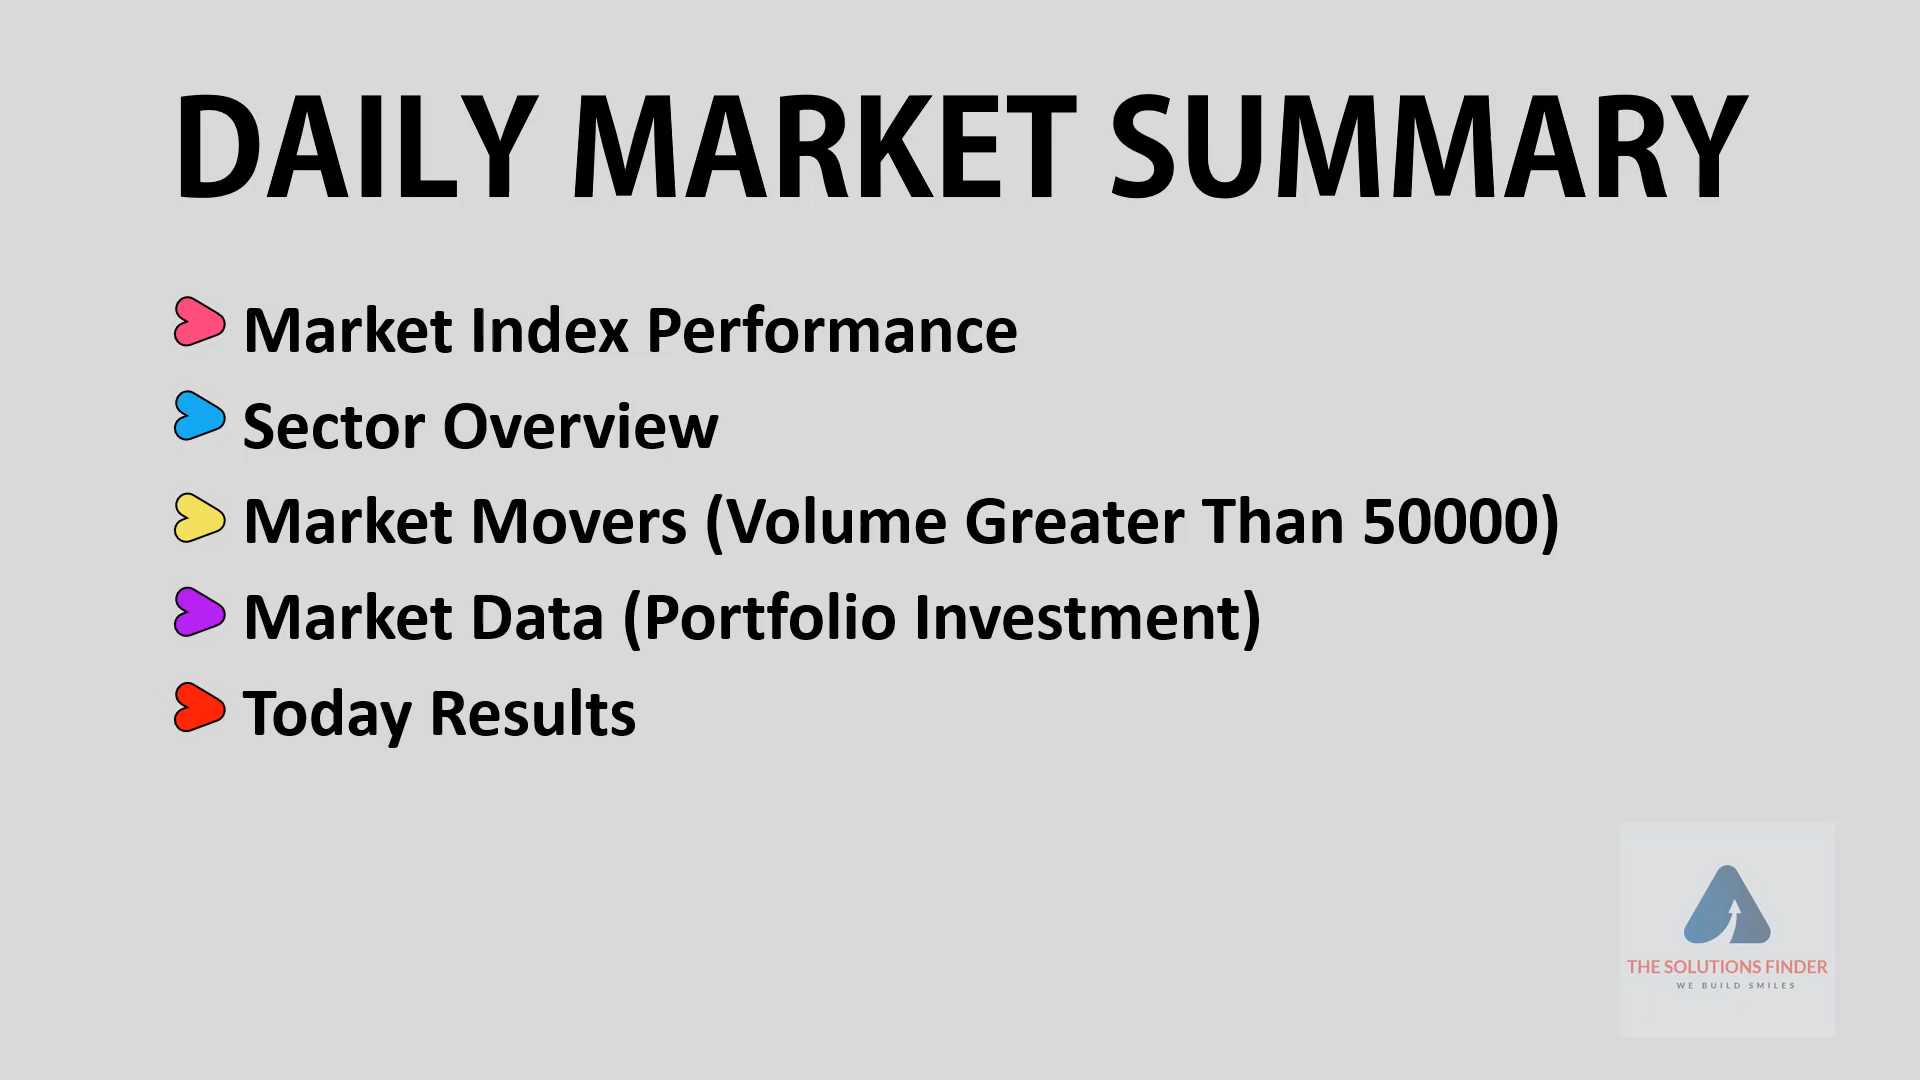 DAILY MARKET SUMMARY
Market Index Performance
Sector Overview
Market Movers (Volume Greater Than 50000)
Market Data (Portfolio Investment)
Today Results
THE SOLUTIONS FINDER
WE BUILD SMILES